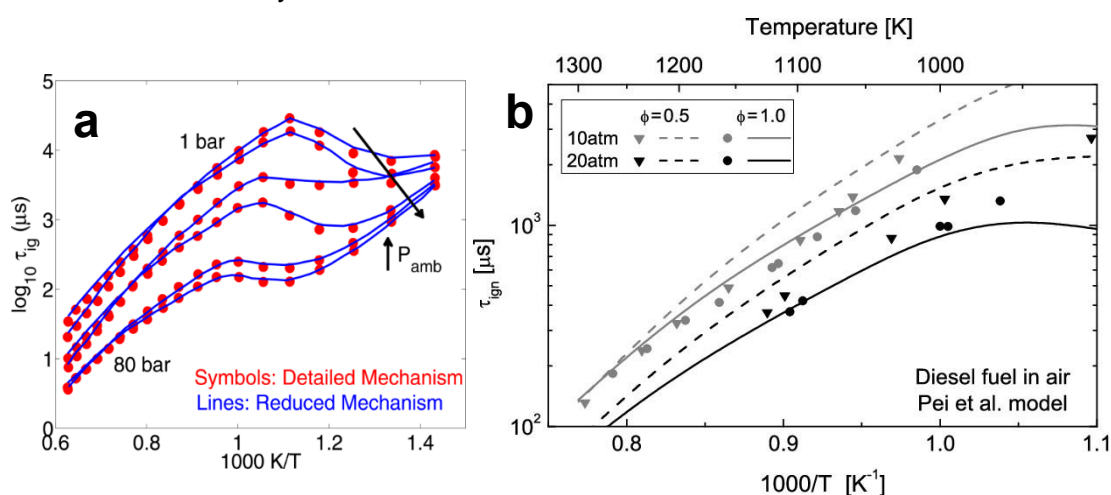 a
5
4
3
2
1
0
log10 τig (μs)
1 bar
80 bar
Pamb
Symbols: Detailed Mechanism
Lines: Reduced Mechanism
0.6 0.8 1 1.2 1.4
1000 K/T
Temperature [K]
1300 1200 1100 1000
b
ϕ=0.5 ϕ=1.0
10atm
20atm
10³
10²
τign [μs]
Diesel fuel in air
Pei et al. model
0.8 0.9 1.0 1.1
1000/T [K⁻¹]